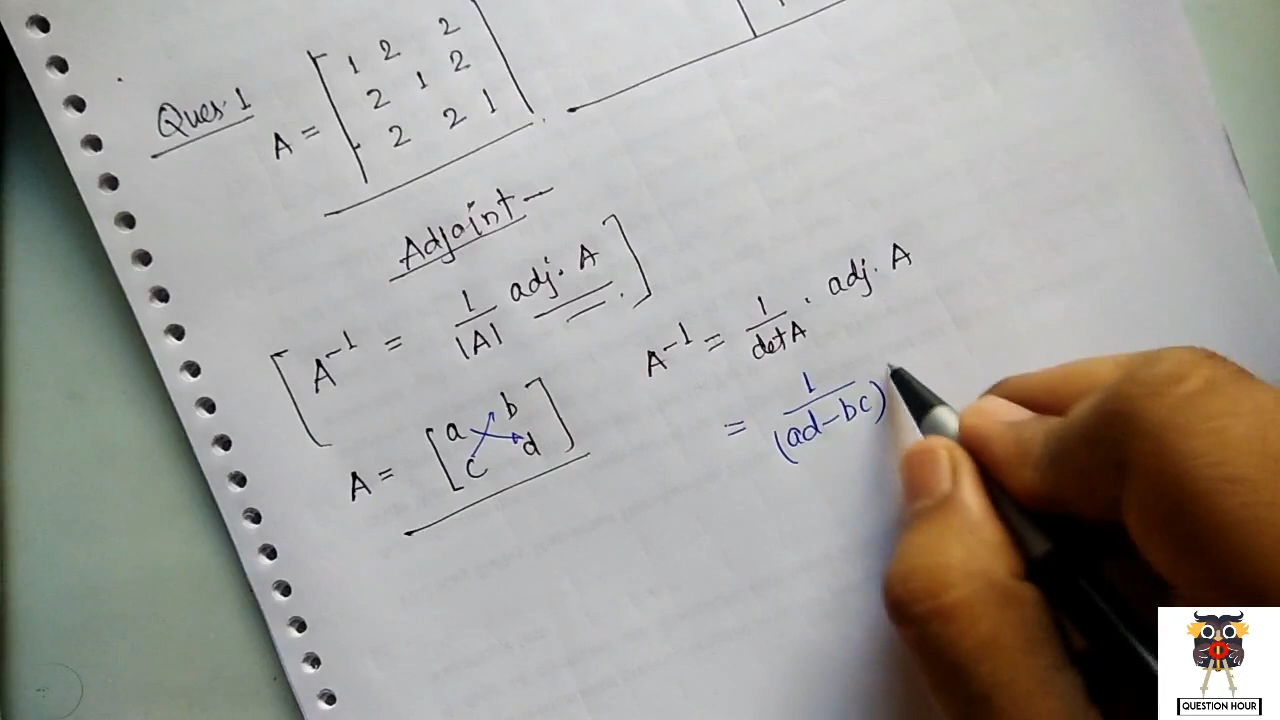 Ques. 1
A = [ 1 2 2
2 1 2
2 2 1 ]
Adjoint -
[ A⁻¹ = 1/|A| adj. A ]
A⁻¹ = 1/det A · adj. A
A = [ a b
c d ]
= 1/(ad-bc)
QUESTION HOUR